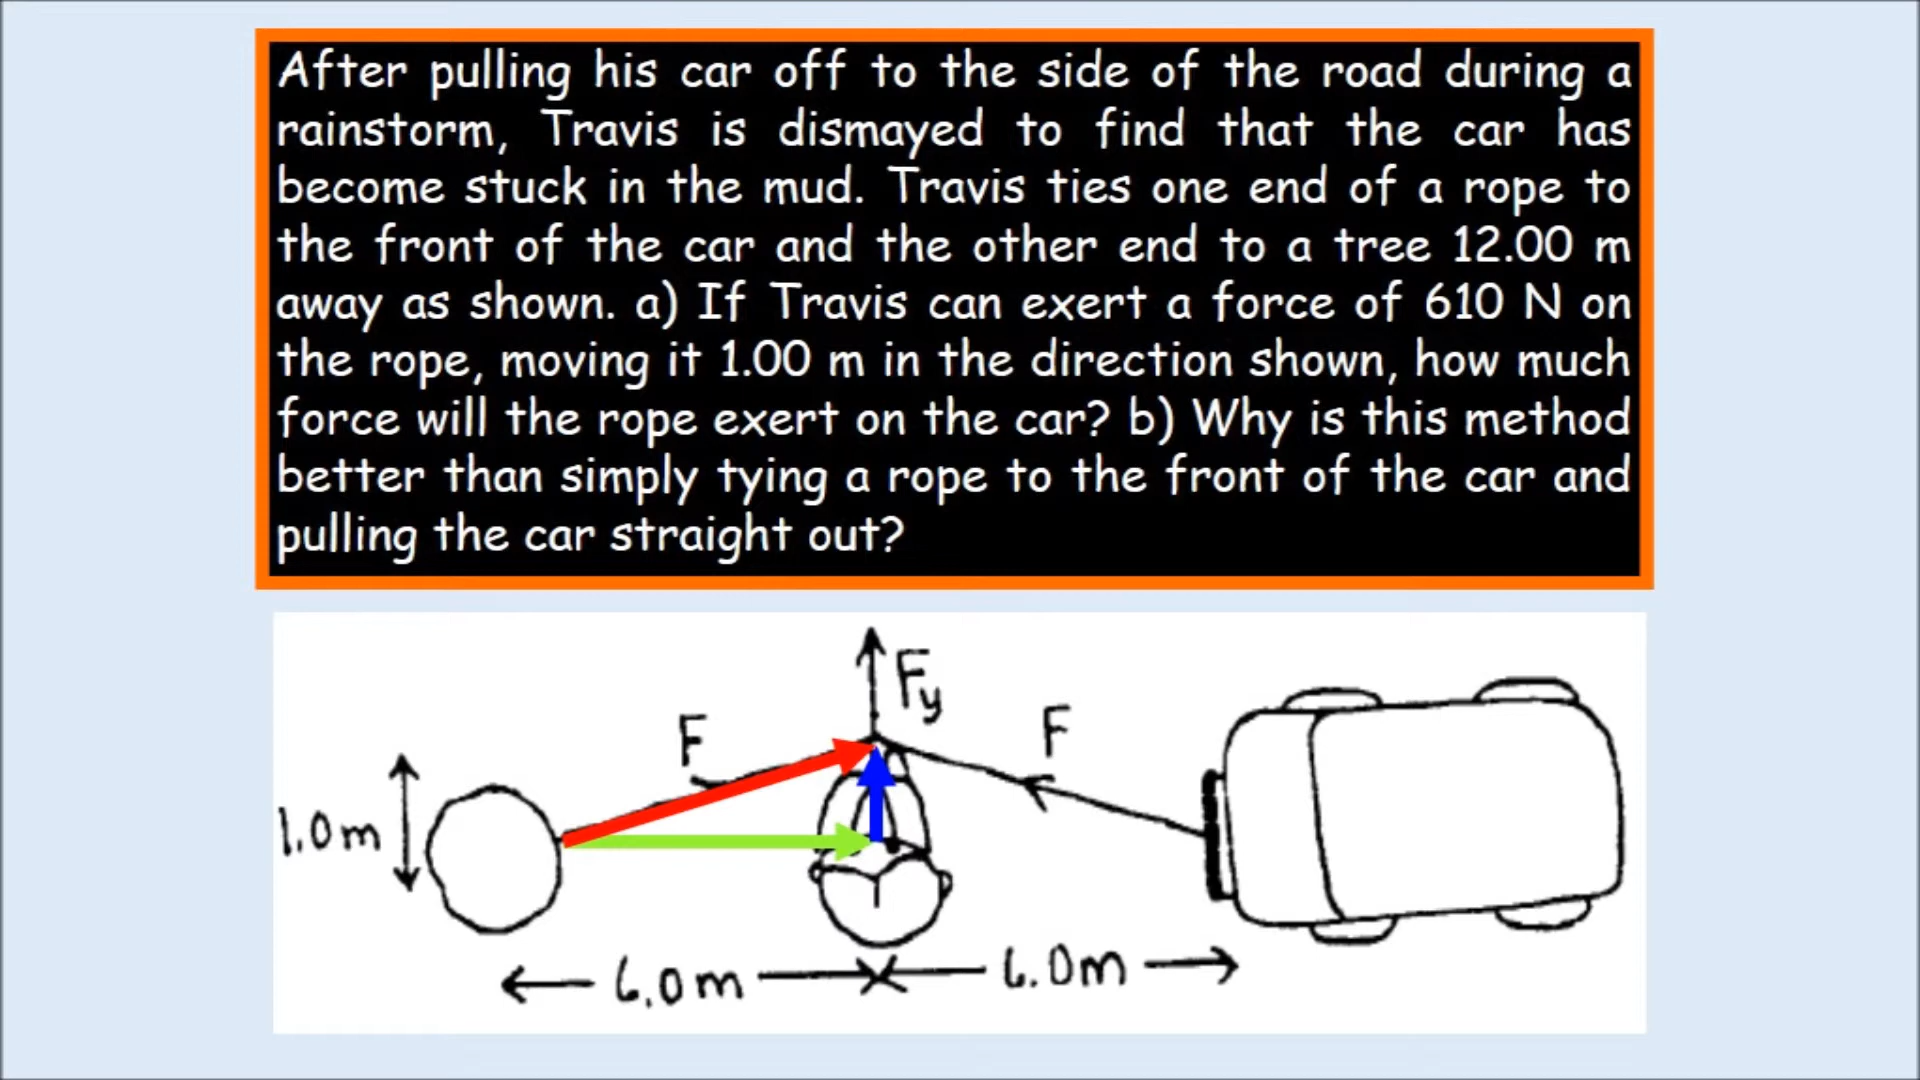 After pulling his car off to the side of the road during a
rainstorm, Travis is dismayed to find that the car has
become stuck in the mud. Travis ties one end of a rope to
the front of the car and the other end to a tree 12.00 m
away as shown. a) If Travis can exert a force of 610 N on
the rope, moving it 1.00 m in the direction shown, how much
force will the rope exert on the car? b) Why is this method
better than simply tying a rope to the front of the car and
pulling the car straight out?
Fy
F
F
1.0m
6.0m
6.0m